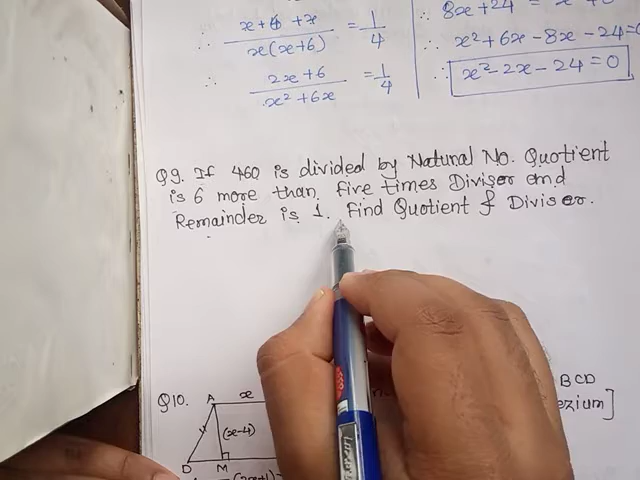 ∴ x+6+x / x(x+6) = 1/4
∴ 2x+6 / x²+6x = 1/4
∴ 8x+24 =
∴ x²+6x-8x-24=0
∴ x²-2x-24=0
Q9. If 460 is divided by Natural No. Quotient
is 6 more than five times Divisor and
Remainder is 1. Find Quotient & Divisor.
Q10. A x
(x-4)
D M
BCD
ezium]